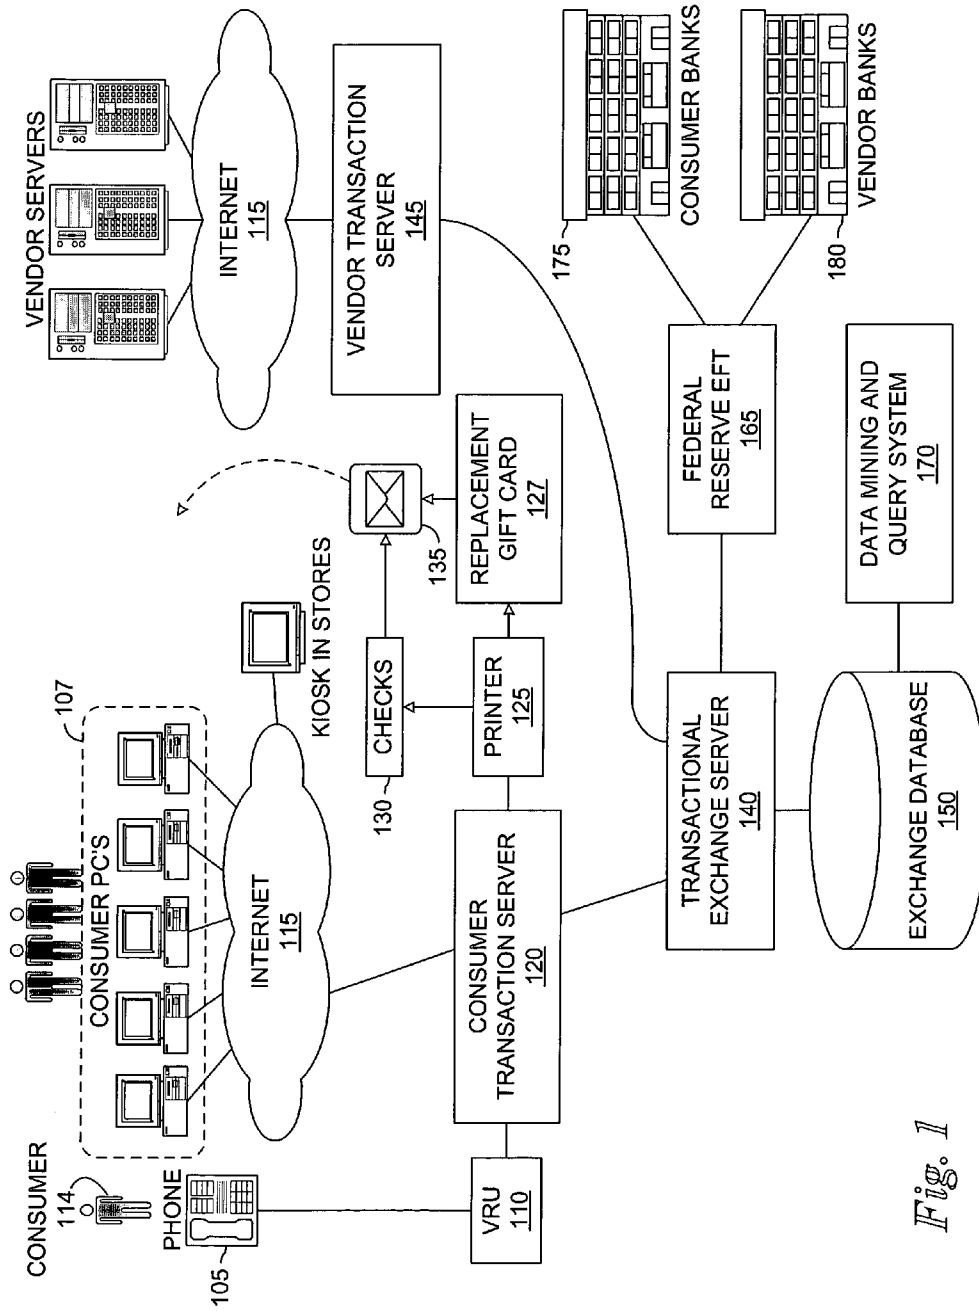 CONSUMER
114
PHONE
105
VRU
110
107
CONSUMER PC'S
INTERNET
115
KIOSK IN STORES
CONSUMER
TRANSACTION SERVER
120
130
CHECKS
PRINTER
125
135
REPLACEMENT
GIFT CARD
127
VENDOR SERVERS
INTERNET
115
VENDOR TRANSACTION
SERVER
145
TRANSACTIONAL
EXCHANGE SERVER
140
EXCHANGE DATABASE
150
FEDERAL
RESERVE EFT
165
DATA MINING AND
QUERY SYSTEM
170
175
CONSUMER BANKS
180
VENDOR BANKS
Fig. 1